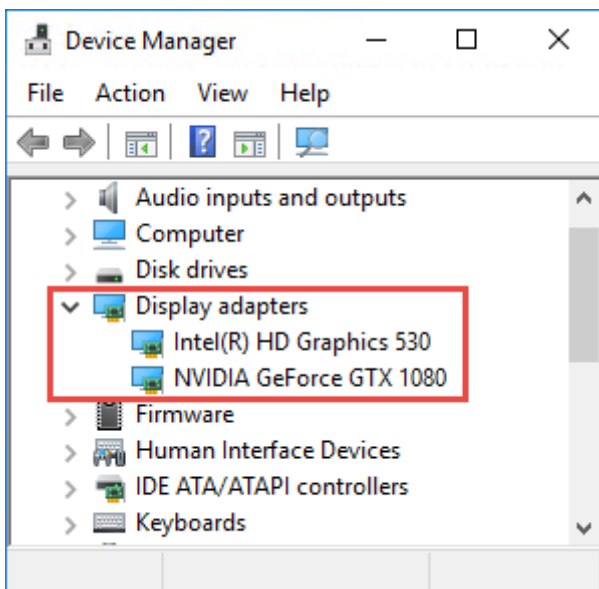 Device Manager
File Action View Help
Audio inputs and outputs
Computer
Disk drives
Display adapters
Intel(R) HD Graphics 530
NVIDIA GeForce GTX 1080
Firmware
Human Interface Devices
IDE ATA/ATAPI controllers
Keyboards